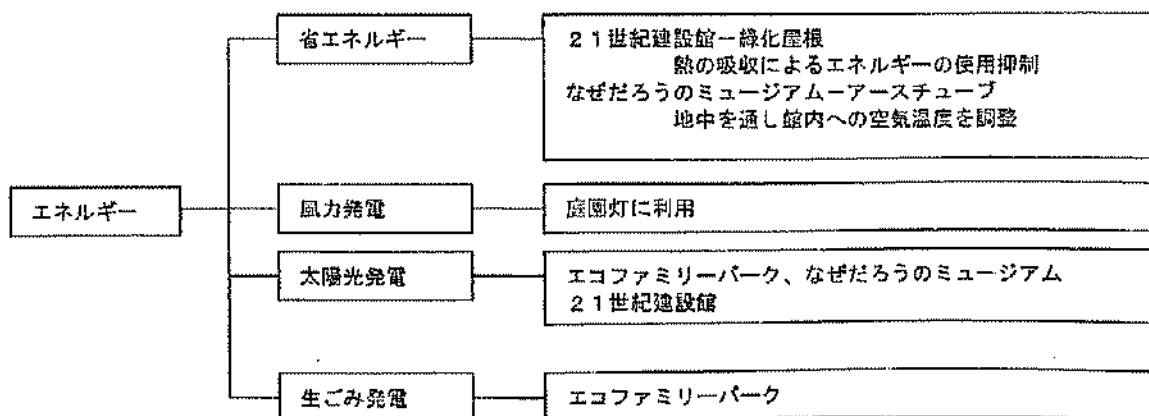 省エネルギー
21世紀建設館－緑化屋根
熱の吸収によるエネルギーの使用抑制
なぜだろうのミュージアム－アースチューブ
地中を通し館内への空気温度を調整
エネルギー
風力発電
庭園灯に利用
太陽光発電
エコファミリーパーク、なぜだろうのミュージアム
21世紀建設館
生ごみ発電
エコファミリーパーク